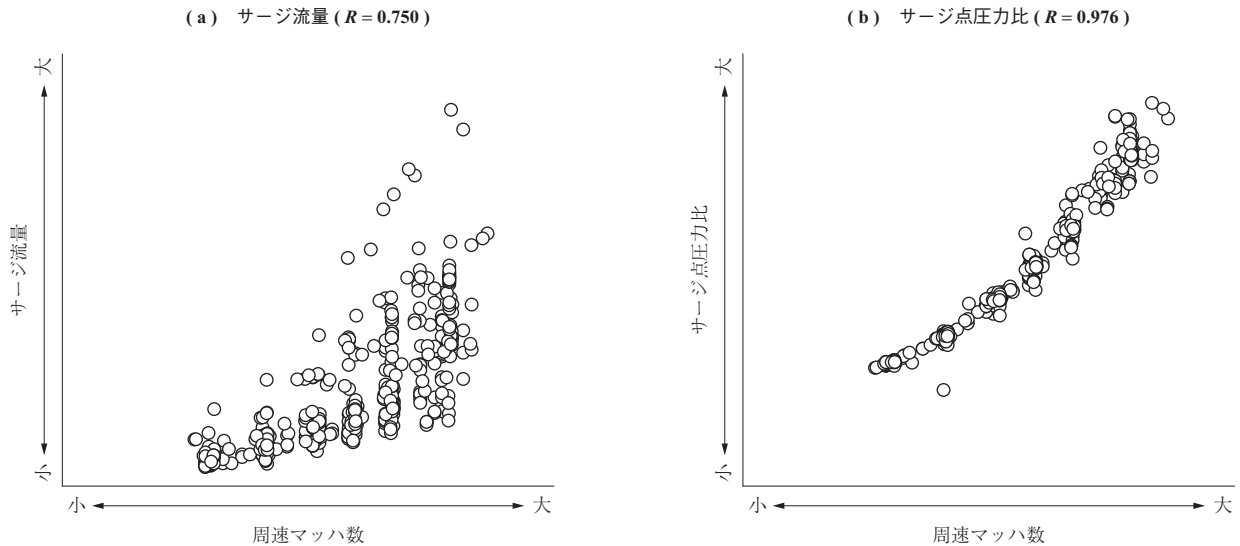 ( a ) サージ流量 ( R = 0.750 )
大
サージ流量
小
小
大
周速マッハ数
( b ) サージ点圧力比 ( R = 0.976 )
大
サージ点圧力比
小
小
大
周速マッハ数